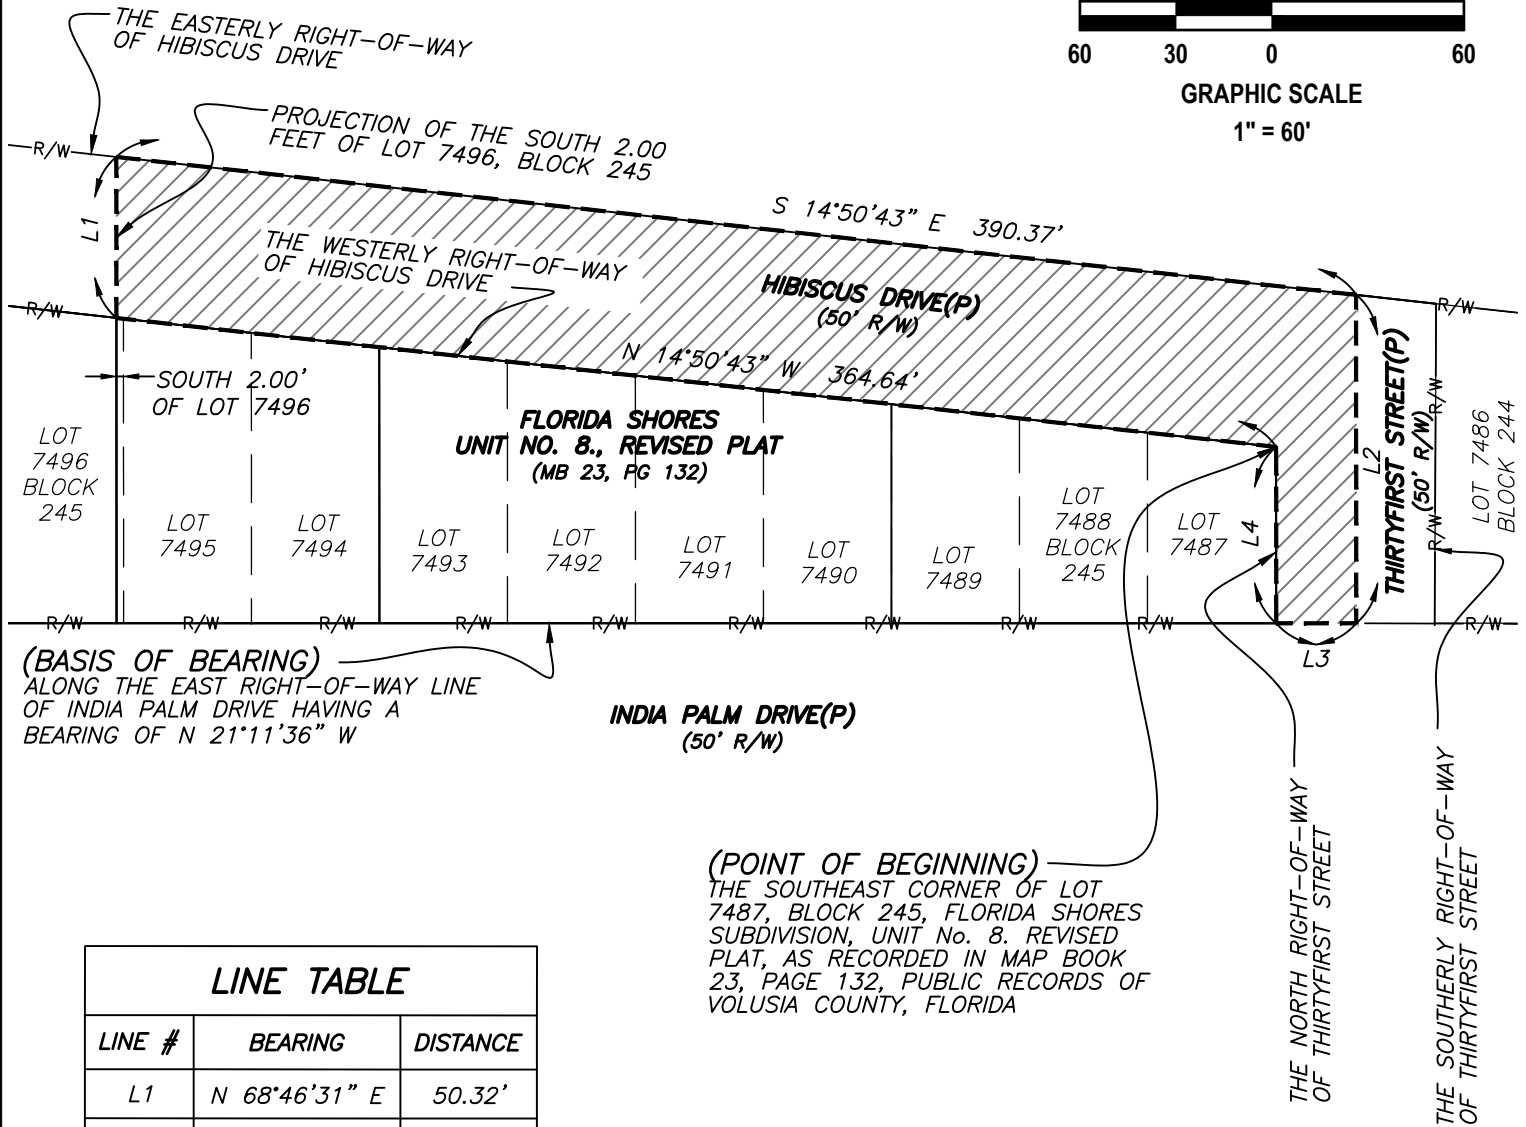 THE EASTERLY RIGHT-OF-WAY
OF HIBISCUS DRIVE
60 30 0 60
GRAPHIC SCALE
1" = 60'
PROJECTION OF THE SOUTH 2.00
FEET OF LOT 7496, BLOCK 245
R/W
L1
S 14°50'43" E 390.37'
THE WESTERLY RIGHT-OF-WAY
OF HIBISCUS DRIVE
HIBISCUS DRIVE(P)
(50' R/W)
R/W
R/W
N 14°50'43" W 364.64'
SOUTH 2.00'
OF LOT 7496
FLORIDA SHORES
UNIT NO. 8., REVISED PLAT
(MB 23, PG 132)
LOT
7496
BLOCK
245
LOT
7495
LOT
7494
LOT
7493
LOT
7492
LOT
7491
LOT
7490
LOT
7489
LOT
7488
BLOCK
245
LOT
7487
L4
L2
THIRTYFIRST STREET(P)
(50' R/W)
R/W
R/W
LOT 7486
BLOCK 244
R/W R/W R/W R/W R/W R/W R/W R/W R/W R/W
L3
(BASIS OF BEARING)
ALONG THE EAST RIGHT-OF-WAY LINE
OF INDIA PALM DRIVE HAVING A
BEARING OF N 21°11'36" W
INDIA PALM DRIVE(P)
(50' R/W)
(POINT OF BEGINNING)
THE SOUTHEAST CORNER OF LOT
7487, BLOCK 245, FLORIDA SHORES
SUBDIVISION, UNIT No. 8. REVISED
PLAT, AS RECORDED IN MAP BOOK
23, PAGE 132, PUBLIC RECORDS OF
VOLUSIA COUNTY, FLORIDA
THE NORTH RIGHT-OF-WAY
OF THIRTYFIRST STREET
THE SOUTHERLY RIGHT-OF-WAY
OF THIRTYFIRST STREET
LINE TABLE
LINE # BEARING DISTANCE
L1 N 68°46'31" E 50.32'